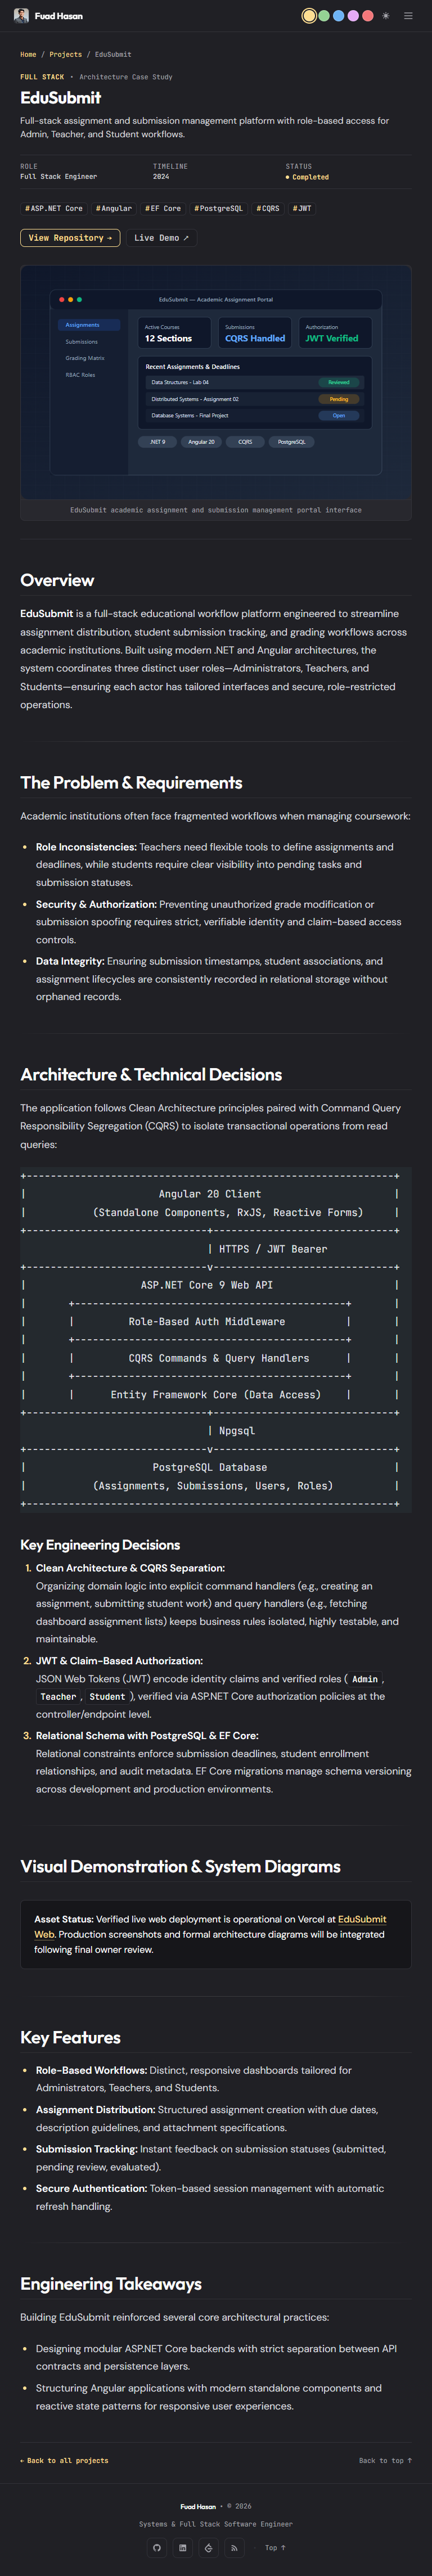 Fuad Hasan
Home / Projects / EduSubmit
FULL STACK • Architecture Case Study
EduSubmit
Full-stack assignment and submission management platform with role-based access for
Admin, Teacher, and Student workflows.
ROLE
Full Stack Engineer
TIMELINE
2024
STATUS
● Completed
#ASP.NET Core #Angular #EF Core #PostgreSQL #CQRS #JWT
View Repository → Live Demo ↗
EduSubmit — Academic Assignment Portal
Assignments
Submissions
Grading Matrix
RBAC Roles
Active Courses
12 Sections
Submissions
CQRS Handled
Authorization
JWT Verified
Recent Assignments & Deadlines
Data Structures - Lab 04 Reviewed
Distributed Systems - Assignment 02 Pending
Database Systems - Final Project Open
.NET 9 Angular 20 CQRS PostgreSQL
EduSubmit academic assignment and submission management portal interface
Overview
EduSubmit is a full-stack educational workflow platform engineered to streamline
assignment distribution, student submission tracking, and grading workflows across
academic institutions. Built using modern .NET and Angular architectures, the
system coordinates three distinct user roles—Administrators, Teachers, and
Students—ensuring each actor has tailored interfaces and secure, role-restricted
operations.
The Problem & Requirements
Academic institutions often face fragmented workflows when managing coursework:
• Role Inconsistencies: Teachers need flexible tools to define assignments and
deadlines, while students require clear visibility into pending tasks and
submission statuses.
• Security & Authorization: Preventing unauthorized grade modification or
submission spoofing requires strict, verifiable identity and claim-based access
controls.
• Data Integrity: Ensuring submission timestamps, student associations, and
assignment lifecycles are consistently recorded in relational storage without
orphaned records.
Architecture & Technical Decisions
The application follows Clean Architecture principles paired with Command Query
Responsibility Segregation (CQRS) to isolate transactional operations from read
queries:
+-------------------------------------------------------------+
|                      Angular 20 Client                      |
|           (Standalone Components, RxJS, Reactive Forms)     |
+------------------------------+------------------------------+
                               | HTTPS / JWT Bearer
+------------------------------v------------------------------+
|                   ASP.NET Core 9 Web API                    |
|       +--------------------------------------------+       |
|       |         Role-Based Auth Middleware          |       |
|       +--------------------------------------------+       |
|       |         CQRS Commands & Query Handlers      |       |
|       +--------------------------------------------+       |
|       |      Entity Framework Core (Data Access)    |       |
+------------------------------+------------------------------+
                               | Npgsql
+------------------------------v------------------------------+
|                     PostgreSQL Database                     |
|           (Assignments, Submissions, Users, Roles)          |
+-------------------------------------------------------------+
Key Engineering Decisions
1. Clean Architecture & CQRS Separation:
Organizing domain logic into explicit command handlers (e.g., creating an
assignment, submitting student work) and query handlers (e.g., fetching
dashboard assignment lists) keeps business rules isolated, highly testable, and
maintainable.
2. JWT & Claim-Based Authorization:
JSON Web Tokens (JWT) encode identity claims and verified roles ( Admin ,
Teacher , Student ), verified via ASP.NET Core authorization policies at the
controller/endpoint level.
3. Relational Schema with PostgreSQL & EF Core:
Relational constraints enforce submission deadlines, student enrollment
relationships, and audit metadata. EF Core migrations manage schema versioning
across development and production environments.
Visual Demonstration & System Diagrams
Asset Status: Verified live web deployment is operational on Vercel at EduSubmit
Web. Production screenshots and formal architecture diagrams will be integrated
following final owner review.
Key Features
• Role-Based Workflows: Distinct, responsive dashboards tailored for
Administrators, Teachers, and Students.
• Assignment Distribution: Structured assignment creation with due dates,
description guidelines, and attachment specifications.
• Submission Tracking: Instant feedback on submission statuses (submitted,
pending review, evaluated).
• Secure Authentication: Token-based session management with automatic
refresh handling.
Engineering Takeaways
Building EduSubmit reinforced several core architectural practices:
• Designing modular ASP.NET Core backends with strict separation between API
contracts and persistence layers.
• Structuring Angular applications with modern standalone components and
reactive state patterns for responsive user experiences.
← Back to all projects Back to top ↑
Fuad Hasan • © 2026
Systems & Full Stack Software Engineer
Top ↑